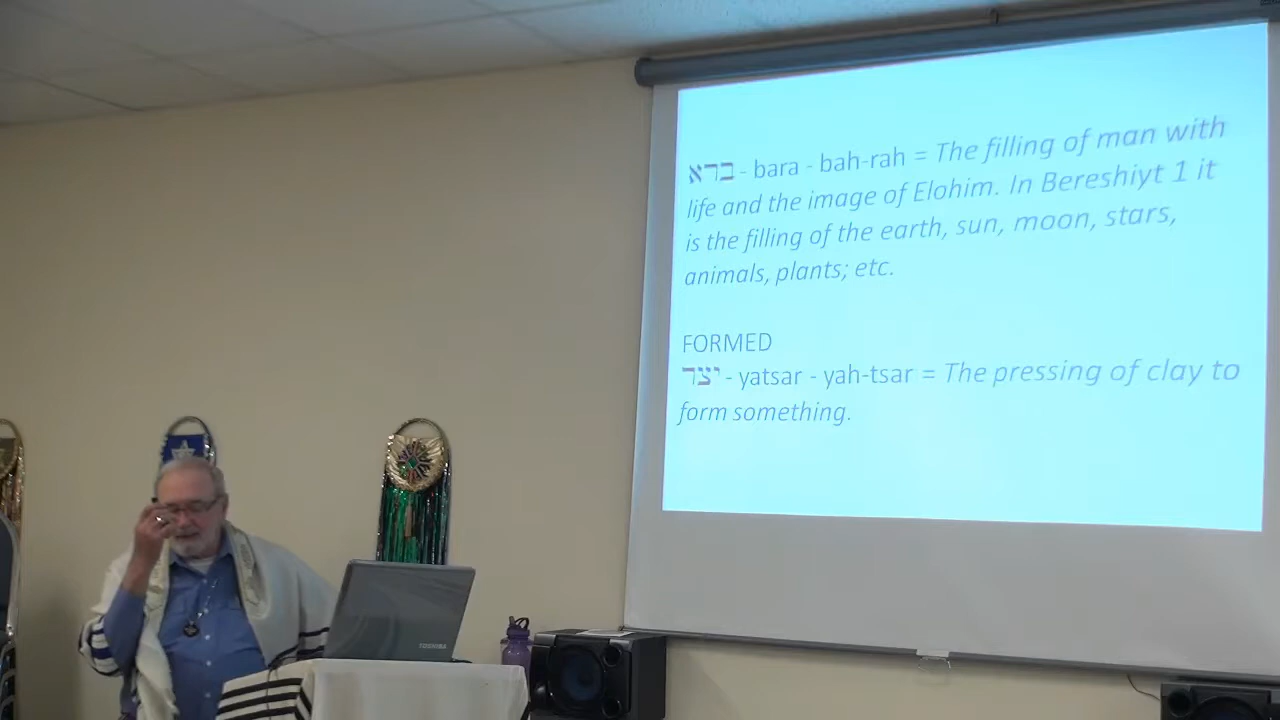 ברא - bara - bah-rah = The filling of man with
life and the image of Elohim. In Bereshiyt 1 it
is the filling of the earth, sun, moon, stars,
animals, plants; etc.
FORMED
יצר - yatsar - yah-tsar = The pressing of clay to
form something.
TOSHIBA